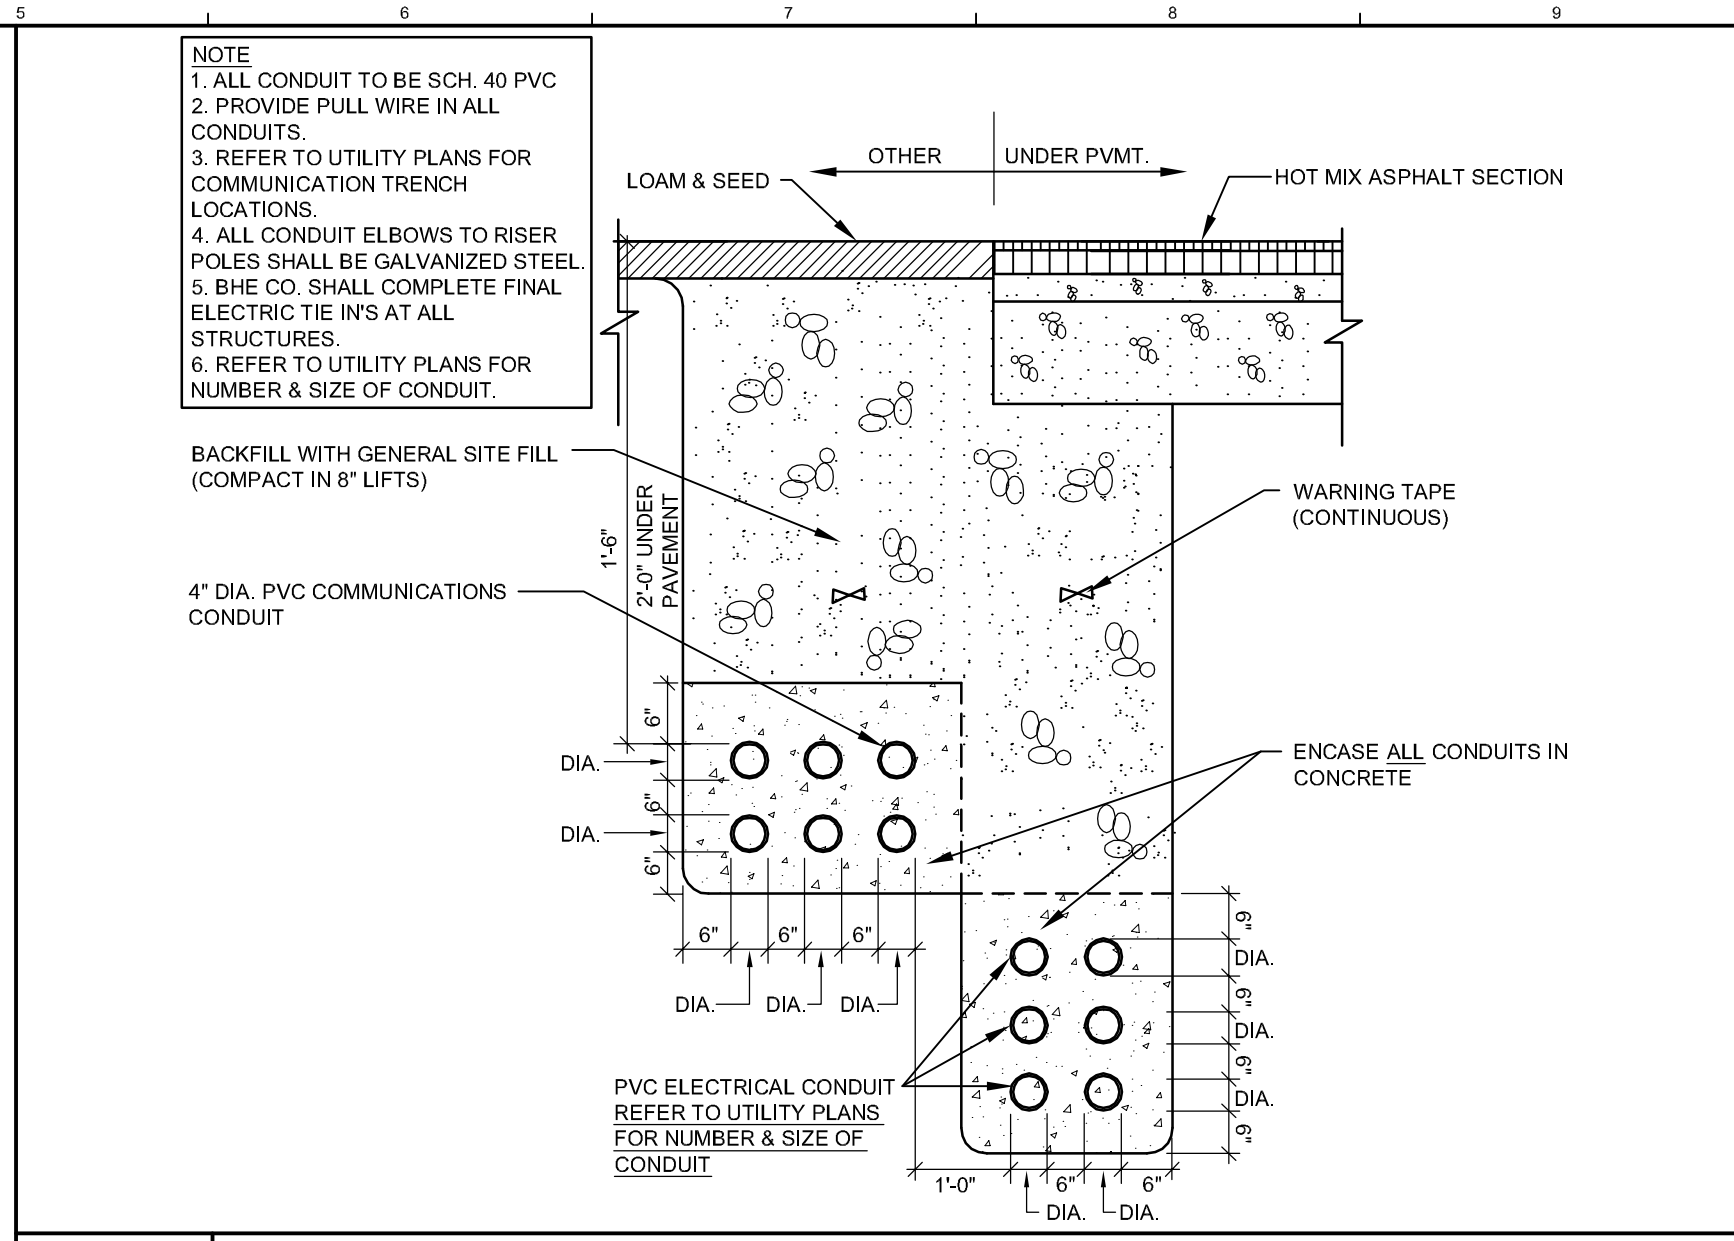 5
6
7
8
9
NOTE
1. ALL CONDUIT TO BE SCH. 40 PVC
2. PROVIDE PULL WIRE IN ALL
CONDUITS.
3. REFER TO UTILITY PLANS FOR
COMMUNICATION TRENCH
LOCATIONS.
4. ALL CONDUIT ELBOWS TO RISER
POLES SHALL BE GALVANIZED STEEL.
5. BHE CO. SHALL COMPLETE FINAL
ELECTRIC TIE IN'S AT ALL
STRUCTURES.
6. REFER TO UTILITY PLANS FOR
NUMBER & SIZE OF CONDUIT.
OTHER
UNDER PVMT.
LOAM & SEED
HOT MIX ASPHALT SECTION
BACKFILL WITH GENERAL SITE FILL
(COMPACT IN 8" LIFTS)
WARNING TAPE
(CONTINUOUS)
1'-6"
2'-0" UNDER
PAVEMENT
4" DIA. PVC COMMUNICATIONS
CONDUIT
6"
DIA.
6"
DIA.
6"
ENCASE ALL CONDUITS IN
CONCRETE
6"
6"
6"
DIA.
DIA.
DIA.
6"
DIA.
6"
DIA.
6"
DIA.
6"
PVC ELECTRICAL CONDUIT
REFER TO UTILITY PLANS
FOR NUMBER & SIZE OF
CONDUIT
1'-0"
6"
6"
DIA.
DIA.